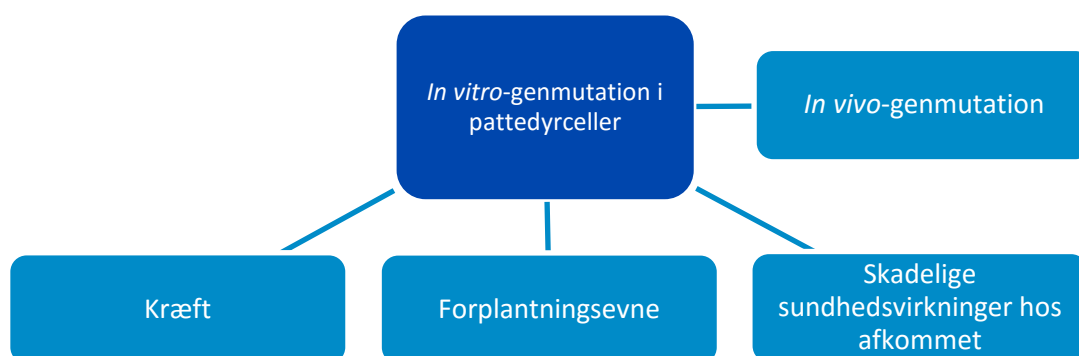 In vitro-genmutation i
pattedyrceller
In vivo-genmutation
Kræft
Forplantningsevne
Skadelige
sundhedsvirkninger hos
afkommet